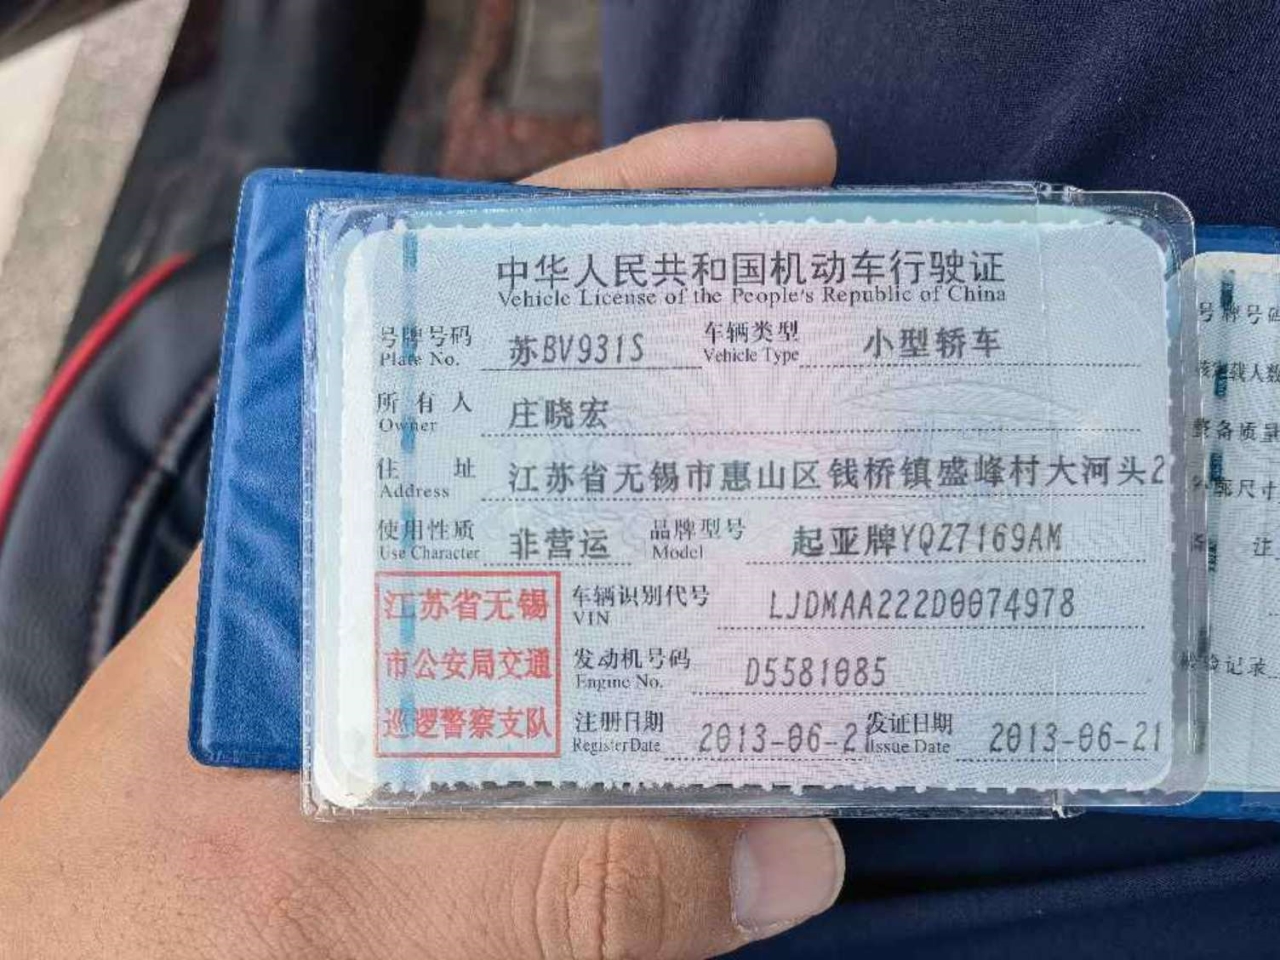 中华人民共和国机动车行驶证
Vehicle License of the People's Republic of China
号牌号码 苏BV931S 车辆类型 小型轿车
Plate No. Vehicle Type
所有人 庄晓宏
Owner
住址 江苏省无锡市惠山区钱桥镇盛峰村大河头2
Address
使用性质 非营运 品牌型号 起亚牌YQZ7169AM
Use Character Model
江苏省无锡
市公安局交通
巡逻警察支队
车辆识别代号 LJDMAA222D0074978
VIN
发动机号码 D5581085
Engine No.
注册日期 2013-06-2 发证日期 2013-06-21
Register Date Issue Date
号牌号码
载人数
整备质量
廓尺寸
注
记录